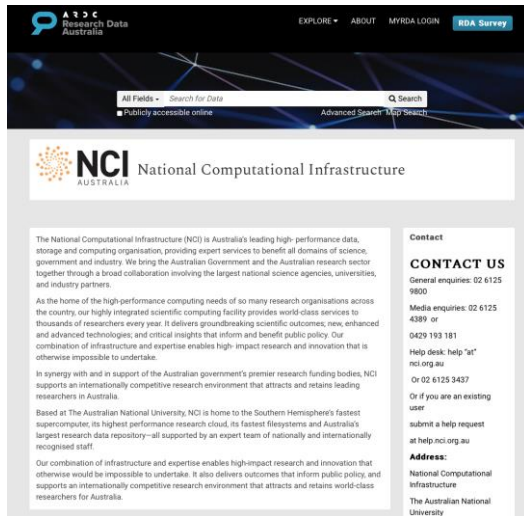 ARDC
Research Data
Australia
EXPLORE ABOUT MYRDA LOGIN RDA Survey
All Fields Search for Data Search
Publicly accessible online Advanced Search Map Search
NCI
AUSTRALIA
National Computational Infrastructure
The National Computational Infrastructure (NCI) is Australia's leading high- performance data,
storage and computing organisation, providing expert services to benefit all domains of science,
government and industry. We bring the Australian Government and the Australian research sector
together through a broad collaboration involving the largest national science agencies, universities,
and industry partners.
As the home of the high-performance computing needs of so many research organisations across
the country, our highly integrated scientific computing facility provides world-class services to
thousands of researchers every year. It delivers groundbreaking scientific outcomes; new, enhanced
and advanced technologies; and critical insights that inform and benefit public policy. Our
combination of infrastructure and expertise enables high- impact research and innovation that is
otherwise impossible to undertake.
In synergy with and in support of the Australian government's premier research funding bodies, NCI
supports an internationally competitive research environment that attracts and retains leading
researchers in Australia.
Based at The Australian National University, NCI is home to the Southern Hemisphere's fastest
supercomputer, its highest performance research cloud, its fastest filesystems and Australia's
largest research data repository—all supported by an expert team of nationally and internationally
recognised staff.
Our combination of infrastructure and expertise enables high-impact research and innovation that
otherwise would be impossible to undertake. It also delivers outcomes that inform public policy, and
supports an internationally competitive research environment that attracts and retains world-class
researchers for Australia.
Contact
CONTACT US
General enquiries: 02 6125
9800
Media enquiries: 02 6125
4389 or
0429 193 181
Help desk: help "at"
nci.org.au
Or 02 6125 3437
Or if you are an existing
user
submit a help request
at help.nci.org.au
Address:
National Computational
Infrastructure
The Australian National
University